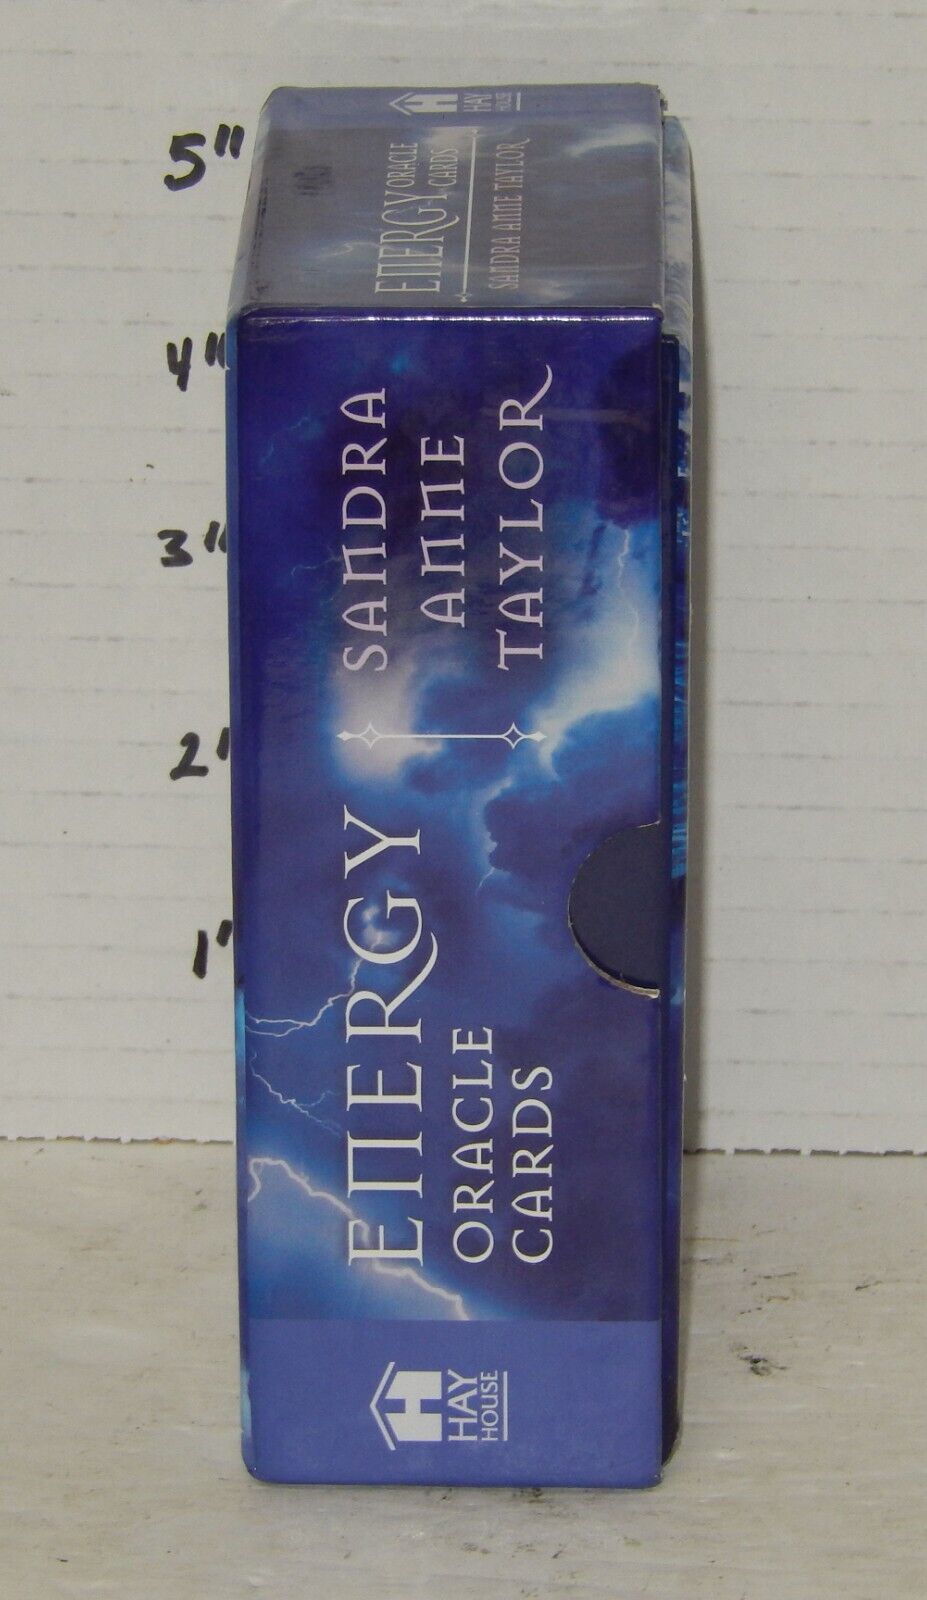 5"
4"
3"
2"
1"
HAY
HOUSE
ENERGY ORACLE
CARDS
SANDRA ANNE TAYLOR
SANDRA
ANNE
TAYLOR
ENERGY
ORACLE
CARDS
HAY
HOUSE